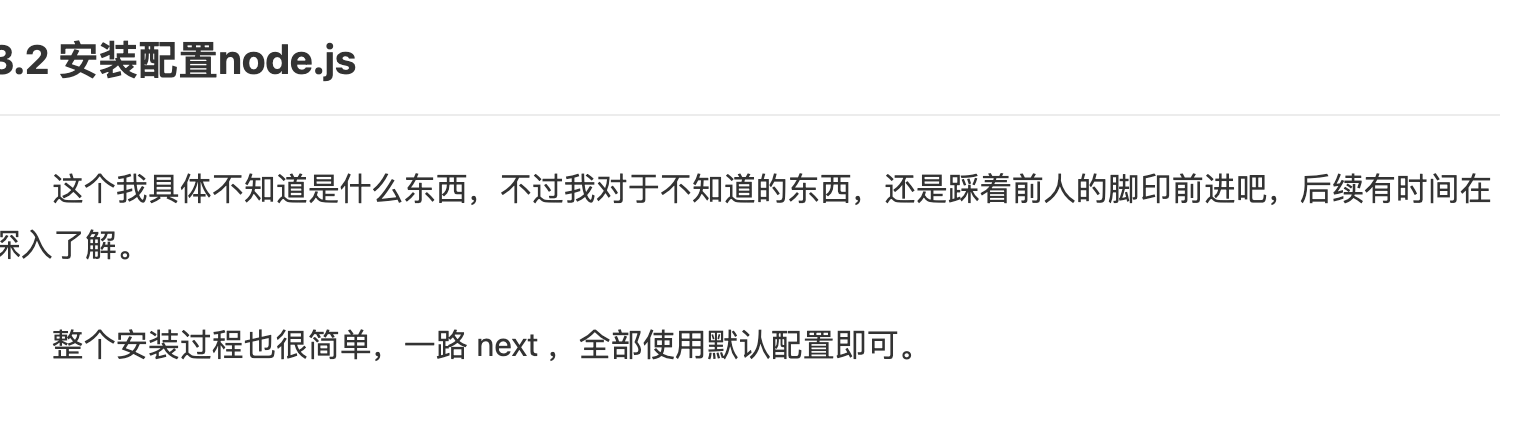 3.2 安装配置node.js
这个我具体不知道是什么东西，不过我对于不知道的东西，还是踩着前人的脚印前进吧，后续有时间在
深入了解。
整个安装过程也很简单，一路 next ，全部使用默认配置即可。